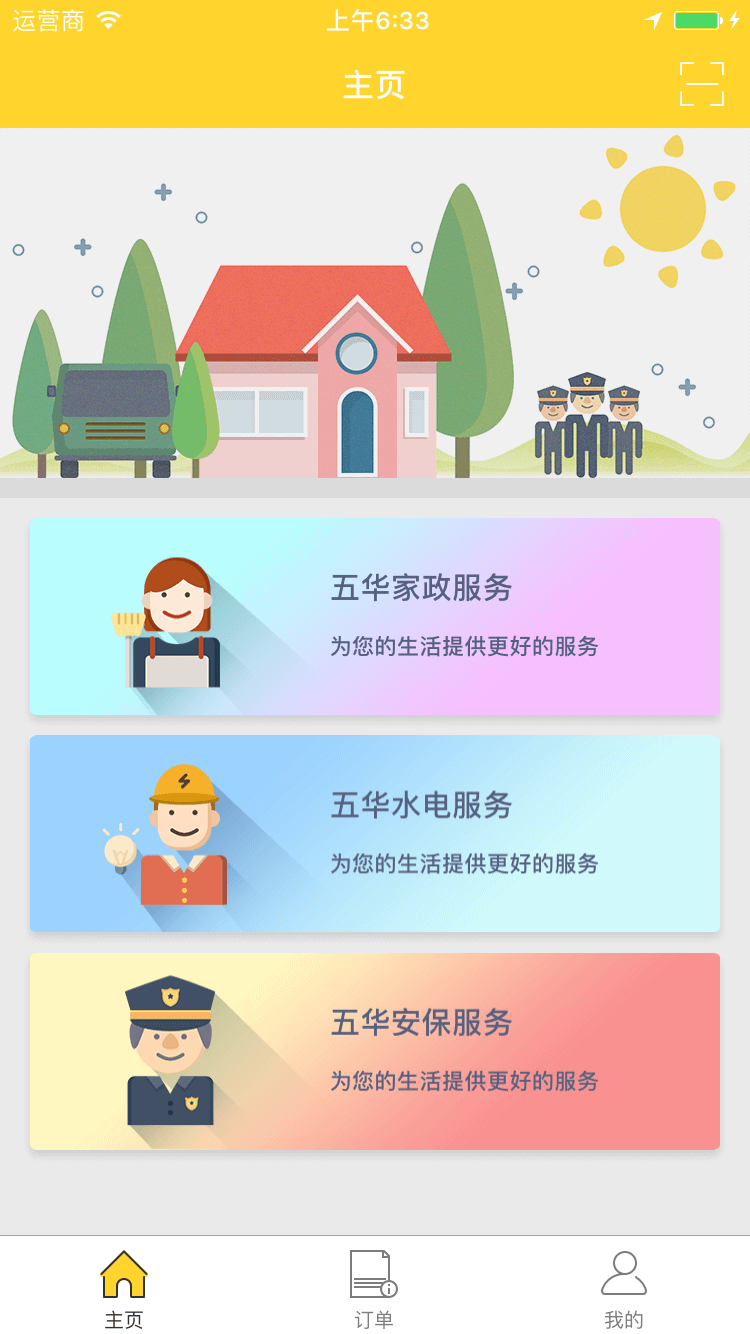 运营商
上午6:33
主页
五华家政服务
为您的生活提供更好的服务
五华水电服务
为您的生活提供更好的服务
五华安保服务
为您的生活提供更好的服务
主页
订单
我的